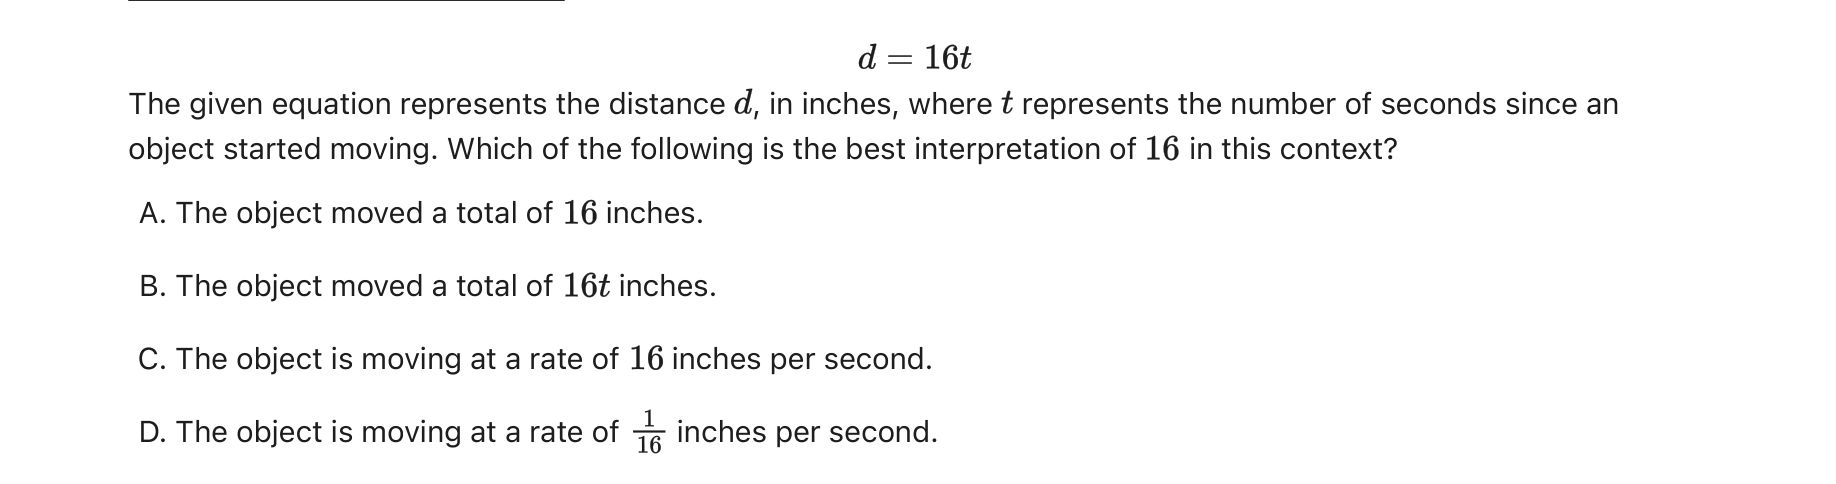 d = 16t
The given equation represents the distance d, in inches, where t represents the number of seconds since an
object started moving. Which of the following is the best interpretation of 16 in this context?
A. The object moved a total of 16 inches.
B. The object moved a total of 16t inches.
C. The object is moving at a rate of 16 inches per second.
D. The object is moving at a rate of 1/16 inches per second.